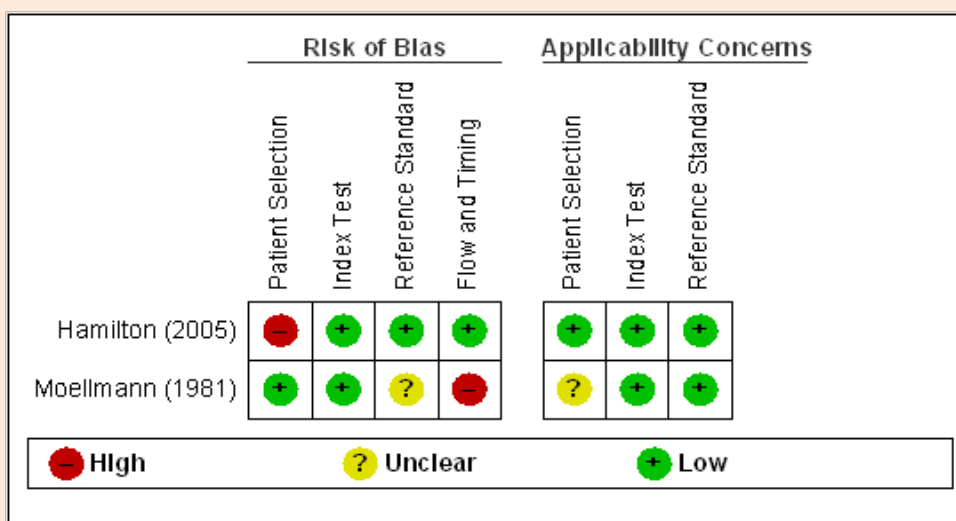 Risk of Bias Applicability Concerns
Patient Selection
Index Test
Reference Standard
Flow and Timing
Patient Selection
Index Test
Reference Standard
Hamilton (2005) – + + + + + +
Moellmann (1981) + + ? – ? + +
– High ? Unclear + Low